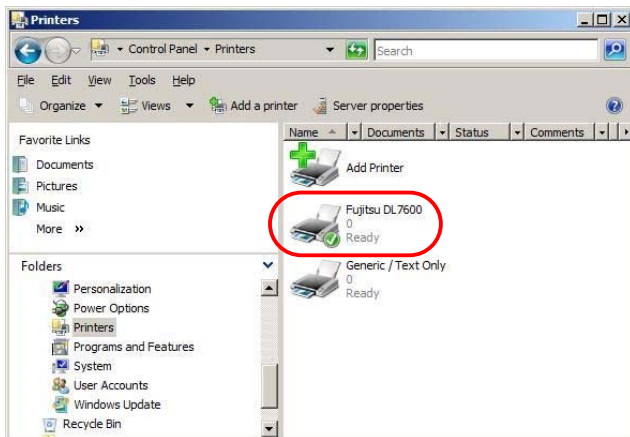 Printers
Control Panel Printers Search
File Edit View Tools Help
Organize Views Add a printer Server properties
Favorite Links
Documents
Pictures
Music
More »
Folders
Personalization
Power Options
Printers
Programs and Features
System
User Accounts
Windows Update
Recycle Bin
Name Documents Status Comments
Add Printer
Fujitsu DL7600
0
Ready
Generic / Text Only
0
Ready